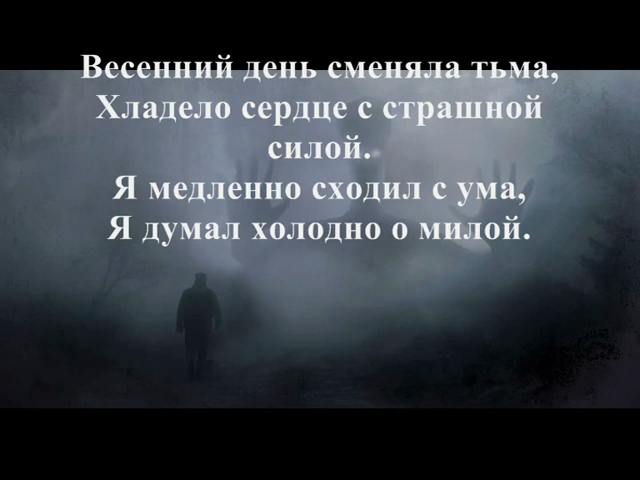 Весенний день сменяла тьма,
Хладело сердце с страшной
силой.
Я медленно сходил с ума,
Я думал холодно о милой.